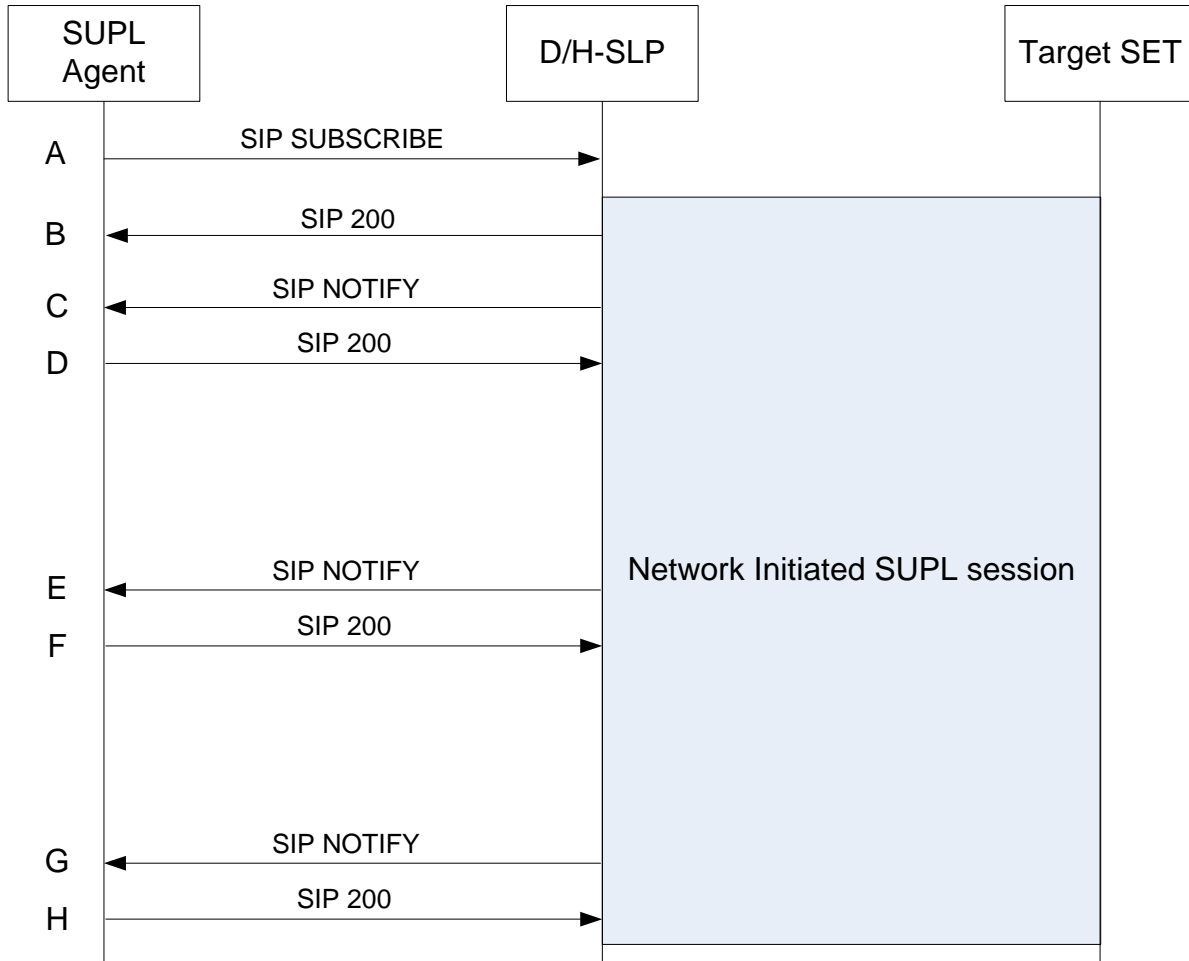 SUPL
Agent
D/H-SLP
Target SET
A
SIP SUBSCRIBE
B
SIP 200
C
SIP NOTIFY
D
SIP 200
E
SIP NOTIFY
Network Initiated SUPL session
F
SIP 200
G
SIP NOTIFY
H
SIP 200